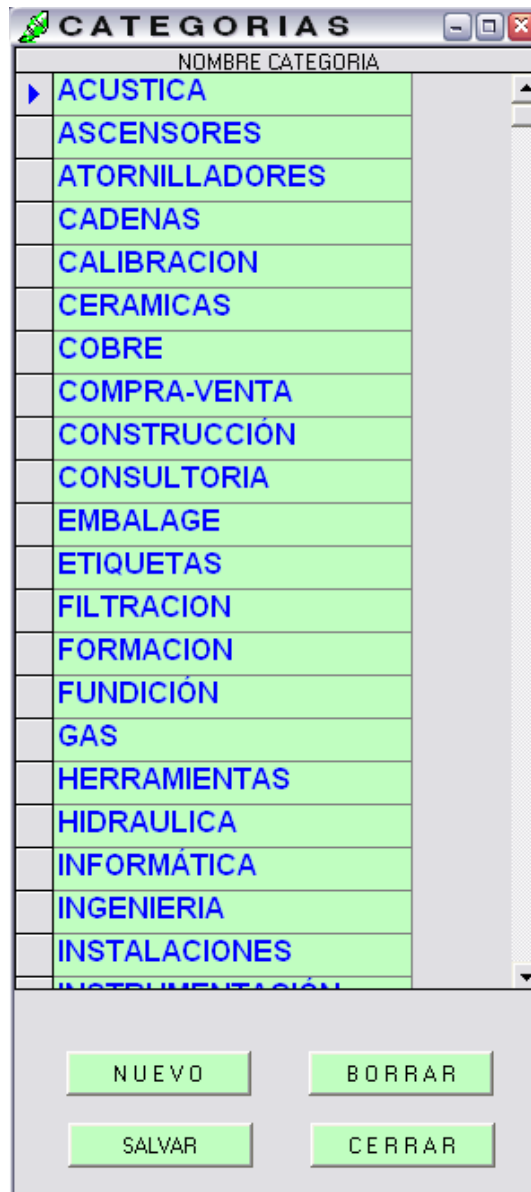 CATEGORIAS
NOMBRE CATEGORIA
ACUSTICA
ASCENSORES
ATORNILLADORES
CADENAS
CALIBRACION
CERAMICAS
COBRE
COMPRA-VENTA
CONSTRUCCIÓN
CONSULTORIA
EMBALAGE
ETIQUETAS
FILTRACION
FORMACION
FUNDICIÓN
GAS
HERRAMIENTAS
HIDRAULICA
INFORMÁTICA
INGENIERIA
INSTALACIONES
INSTRUMENTACIÓN
NUEVO BORRAR
SALVAR CERRAR